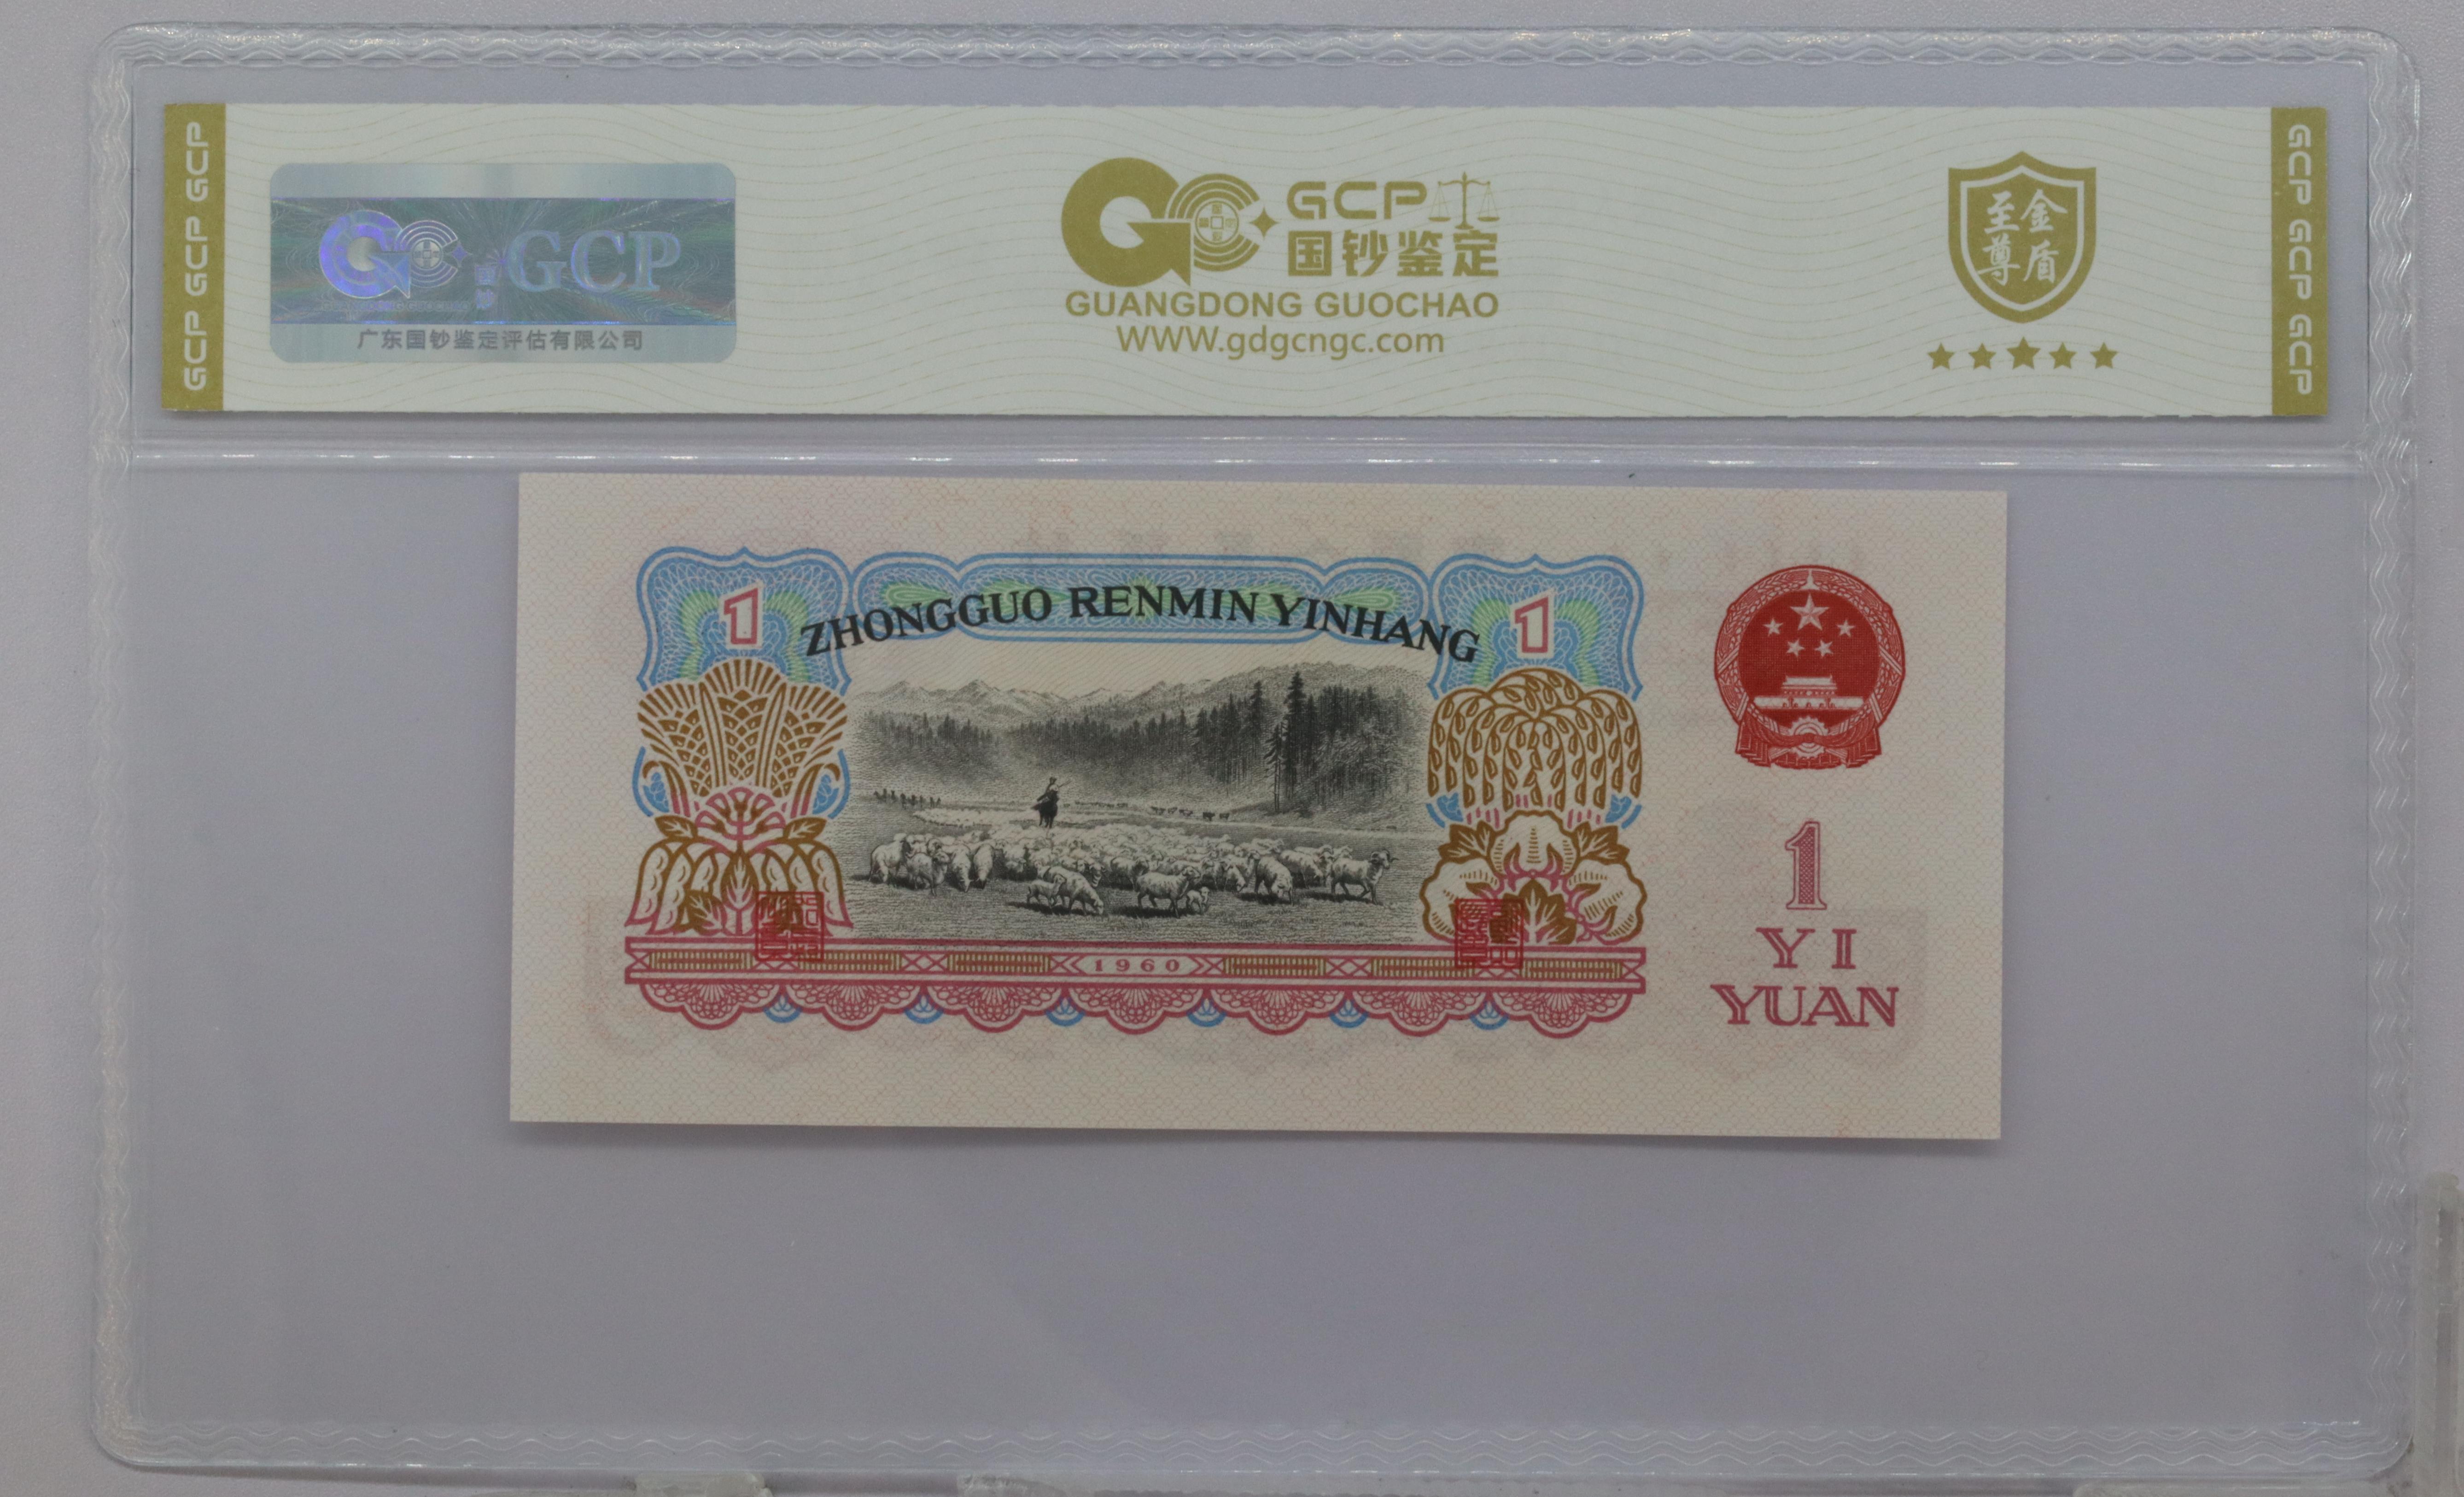 GCP GCP GCP
国钞 GCP
广东国钞鉴定评估有限公司
GCP
国钞鉴定
GUANGDONG GUOCHAO
WWW.gdgcngc.com
至金
尊盾
GCP GCP GCP
ZHONGGUO RENMIN YINHANG
1
1
1960
1
YI
YUAN